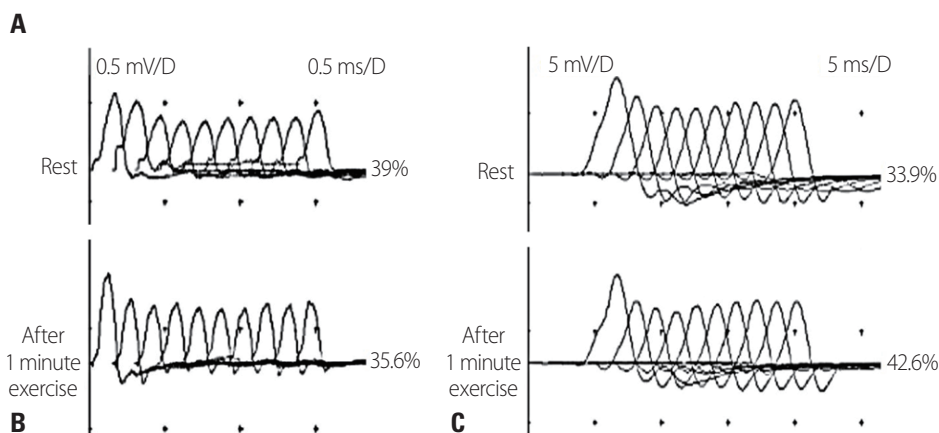 A
0.5 mV/D 0.5 ms/D
5 mV/D 5 ms/D
Rest 39%
Rest 33.9%
After
1 minute
exercise
35.6%
After
1 minute
exercise
42.6%
B
C